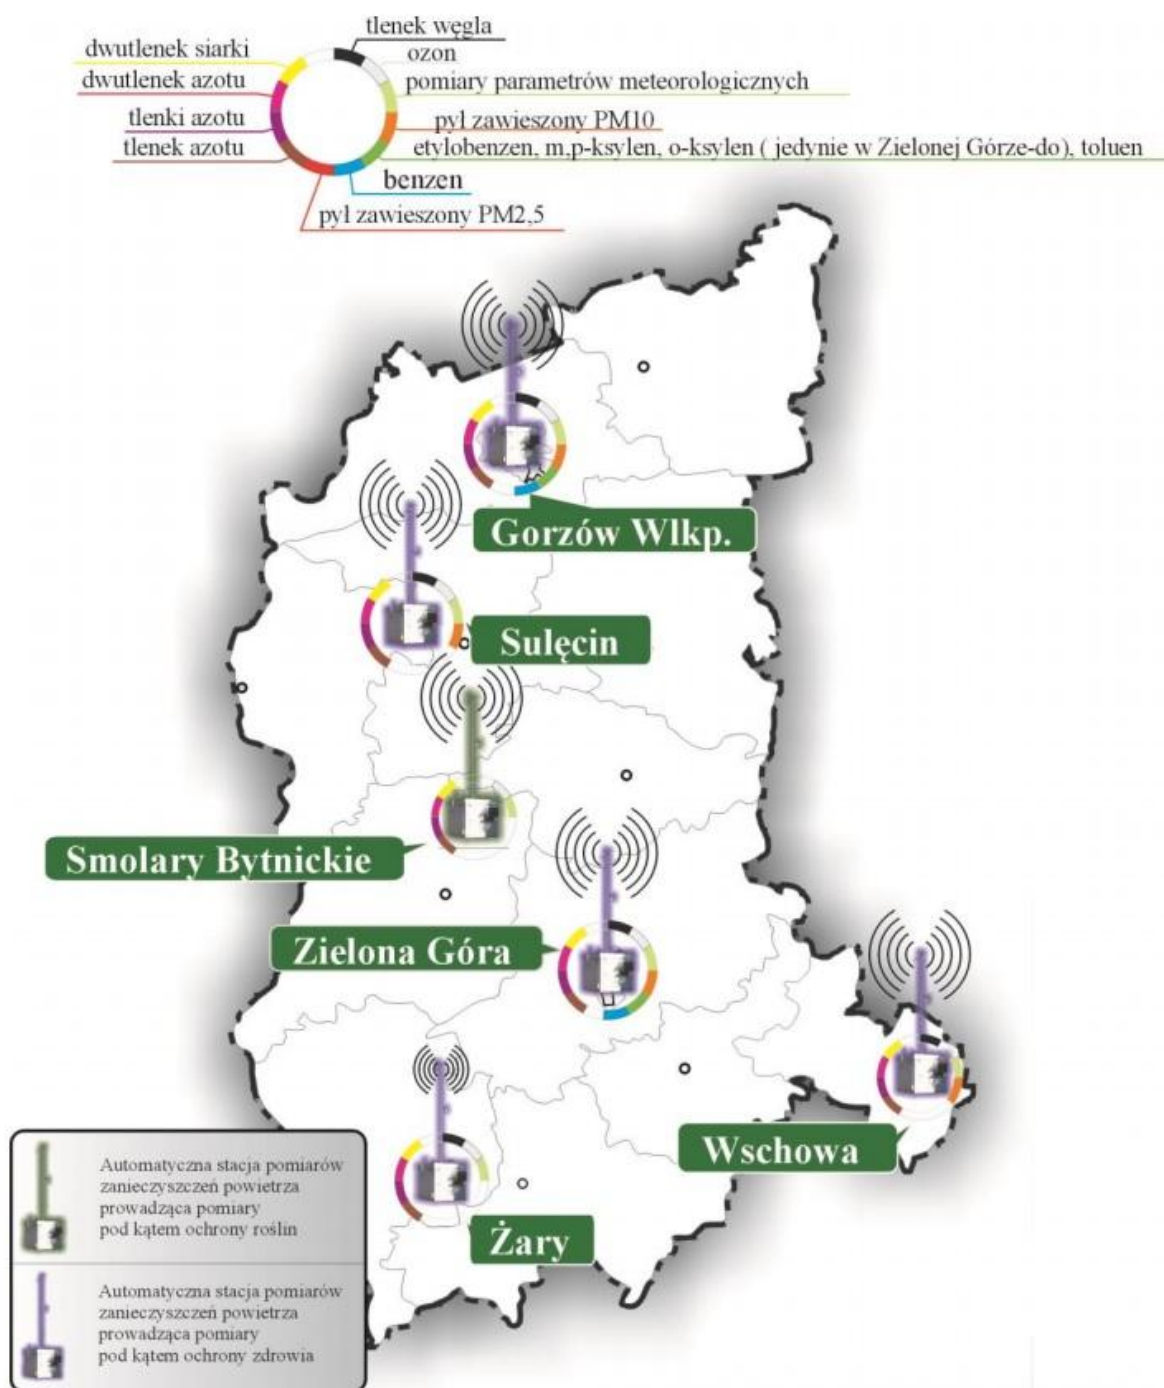 tlenek węgla
dwutlenek siarki
ozon
dwutlenek azotu
pomiary parametrów meteorologicznych
tlenki azotu
pył zawieszony PM10
tlenek azotu
etylobenzen, m,p-ksylen, o-ksylen ( jedynie w Zielonej Górze-do), toluen
benzen
pył zawieszony PM2,5
Gorzów Wlkp.
Sulęcin
Smolary Bytnickie
Zielona Góra
Wschowa
Żary
Automatyczna stacja pomiarów
zanieczyszczeń powietrza
prowadząca pomiary
pod kątem ochrony roślin
Automatyczna stacja pomiarów
zanieczyszczeń powietrza
prowadząca pomiary
pod kątem ochrony zdrowia